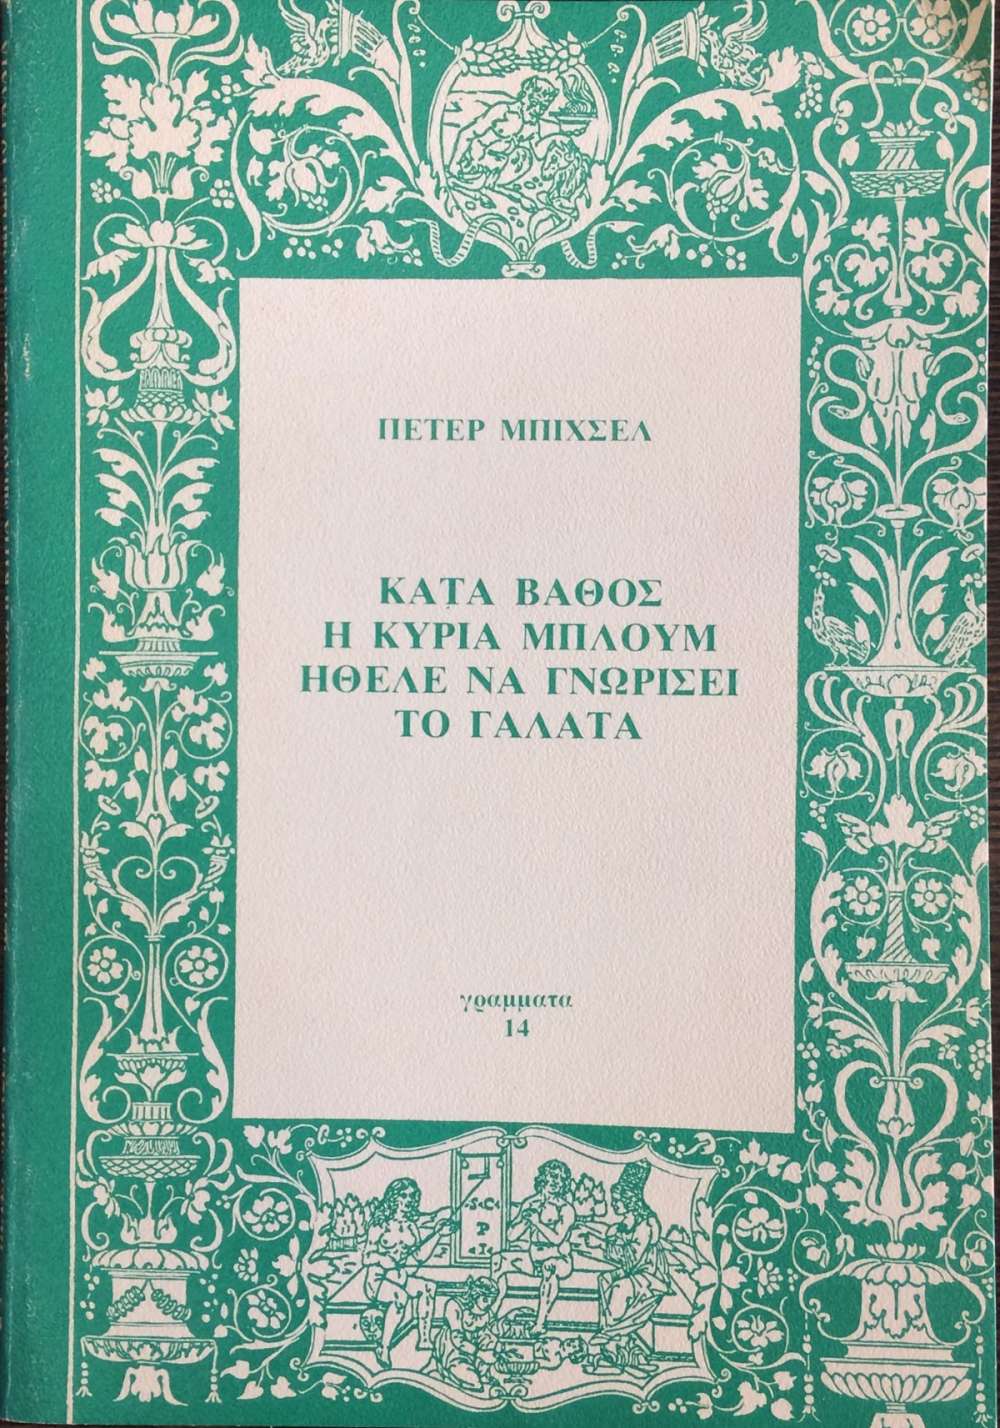 ΠΕΤΕΡ ΜΠΙΧΣΕΛ
ΚΑΤΑ ΒΑΘΟΣ
Η ΚΥΡΙΑ ΜΠΛΟΥΜ
ΗΘΕΛΕ ΝΑ ΓΝΩΡΙΣΕΙ
ΤΟ ΓΑΛΑΤΑ
γραμματα
14